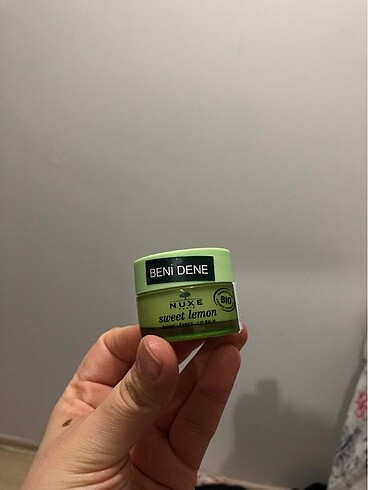 BENİ DENE
NUXE
sweet lemon
BAUME LÈVRES - LIP BALM
BIO